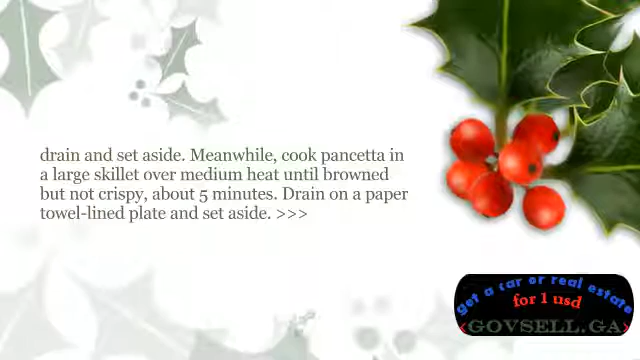 drain and set aside. Meanwhile, cook pancetta in
a large skillet over medium heat until browned
but not crispy, about 5 minutes. Drain on a paper
towel-lined plate and set aside. >>>
get a car or real estate
for 1 usd
GOVSELL.GA